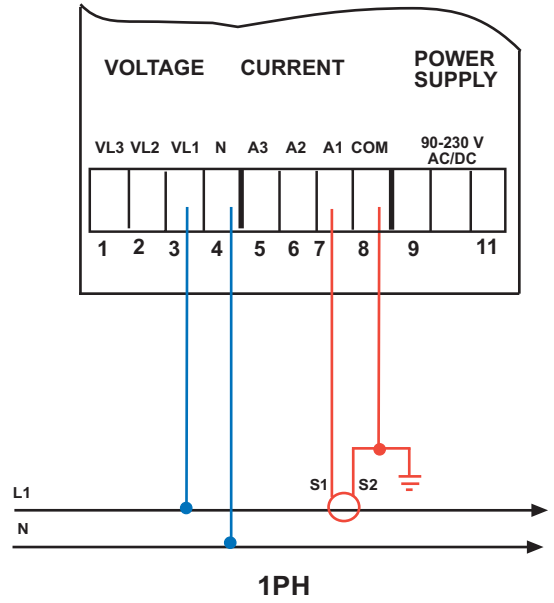 VOLTAGE CURRENT POWER
SUPPLY
VL3 VL2 VL1 N A3 A2 A1 COM 90-230 V
AC/DC
1 2 3 4 5 6 7 8 9 11
S1 S2
L1
N
1PH